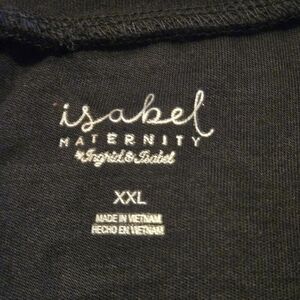 isabel
MATERNITY
by Ingrid & Isabel
XXL
MADE IN VIETNAM
HECHO EN VIETNAM